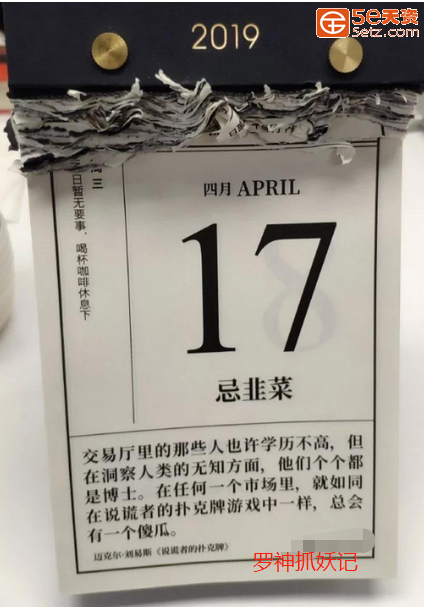 5e天资
5etz.com
2019
四月 APRIL
17
忌韭菜
日暂无要事，喝杯咖啡休息下
交易厅里的那些人也许学历不高，但
在洞察人类的无知方面，他们个个都
是博士。在任何一个市场里，就如同
在说谎者的扑克牌游戏中一样，总会
有一个傻瓜。
迈克尔·刘易斯《说谎者的扑克牌》
罗神抓妖记